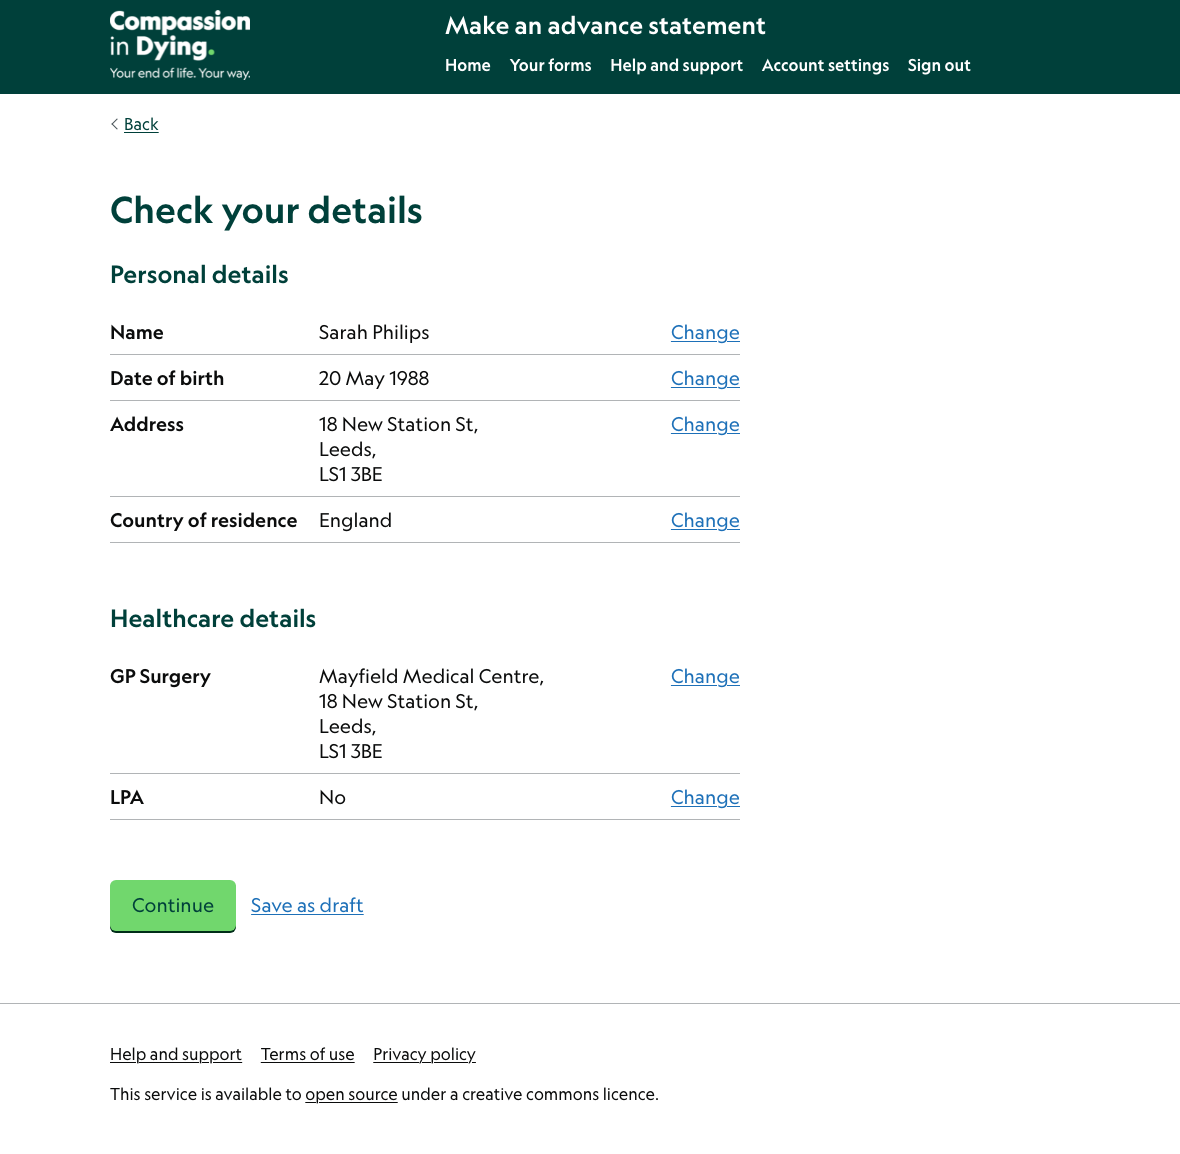 Compassion
in Dying.
Your end of life. Your way.
Make an advance statement
Home Your forms Help and support Account settings Sign out
Back
Check your details
Personal details
Name Sarah Philips Change
Date of birth 20 May 1988 Change
Address 18 New Station St, Change
Leeds,
LS1 3BE
Country of residence England Change
Healthcare details
GP Surgery Mayfield Medical Centre, Change
18 New Station St,
Leeds,
LS1 3BE
LPA No Change
Continue Save as draft
Help and support Terms of use Privacy policy
This service is available to open source under a creative commons licence.